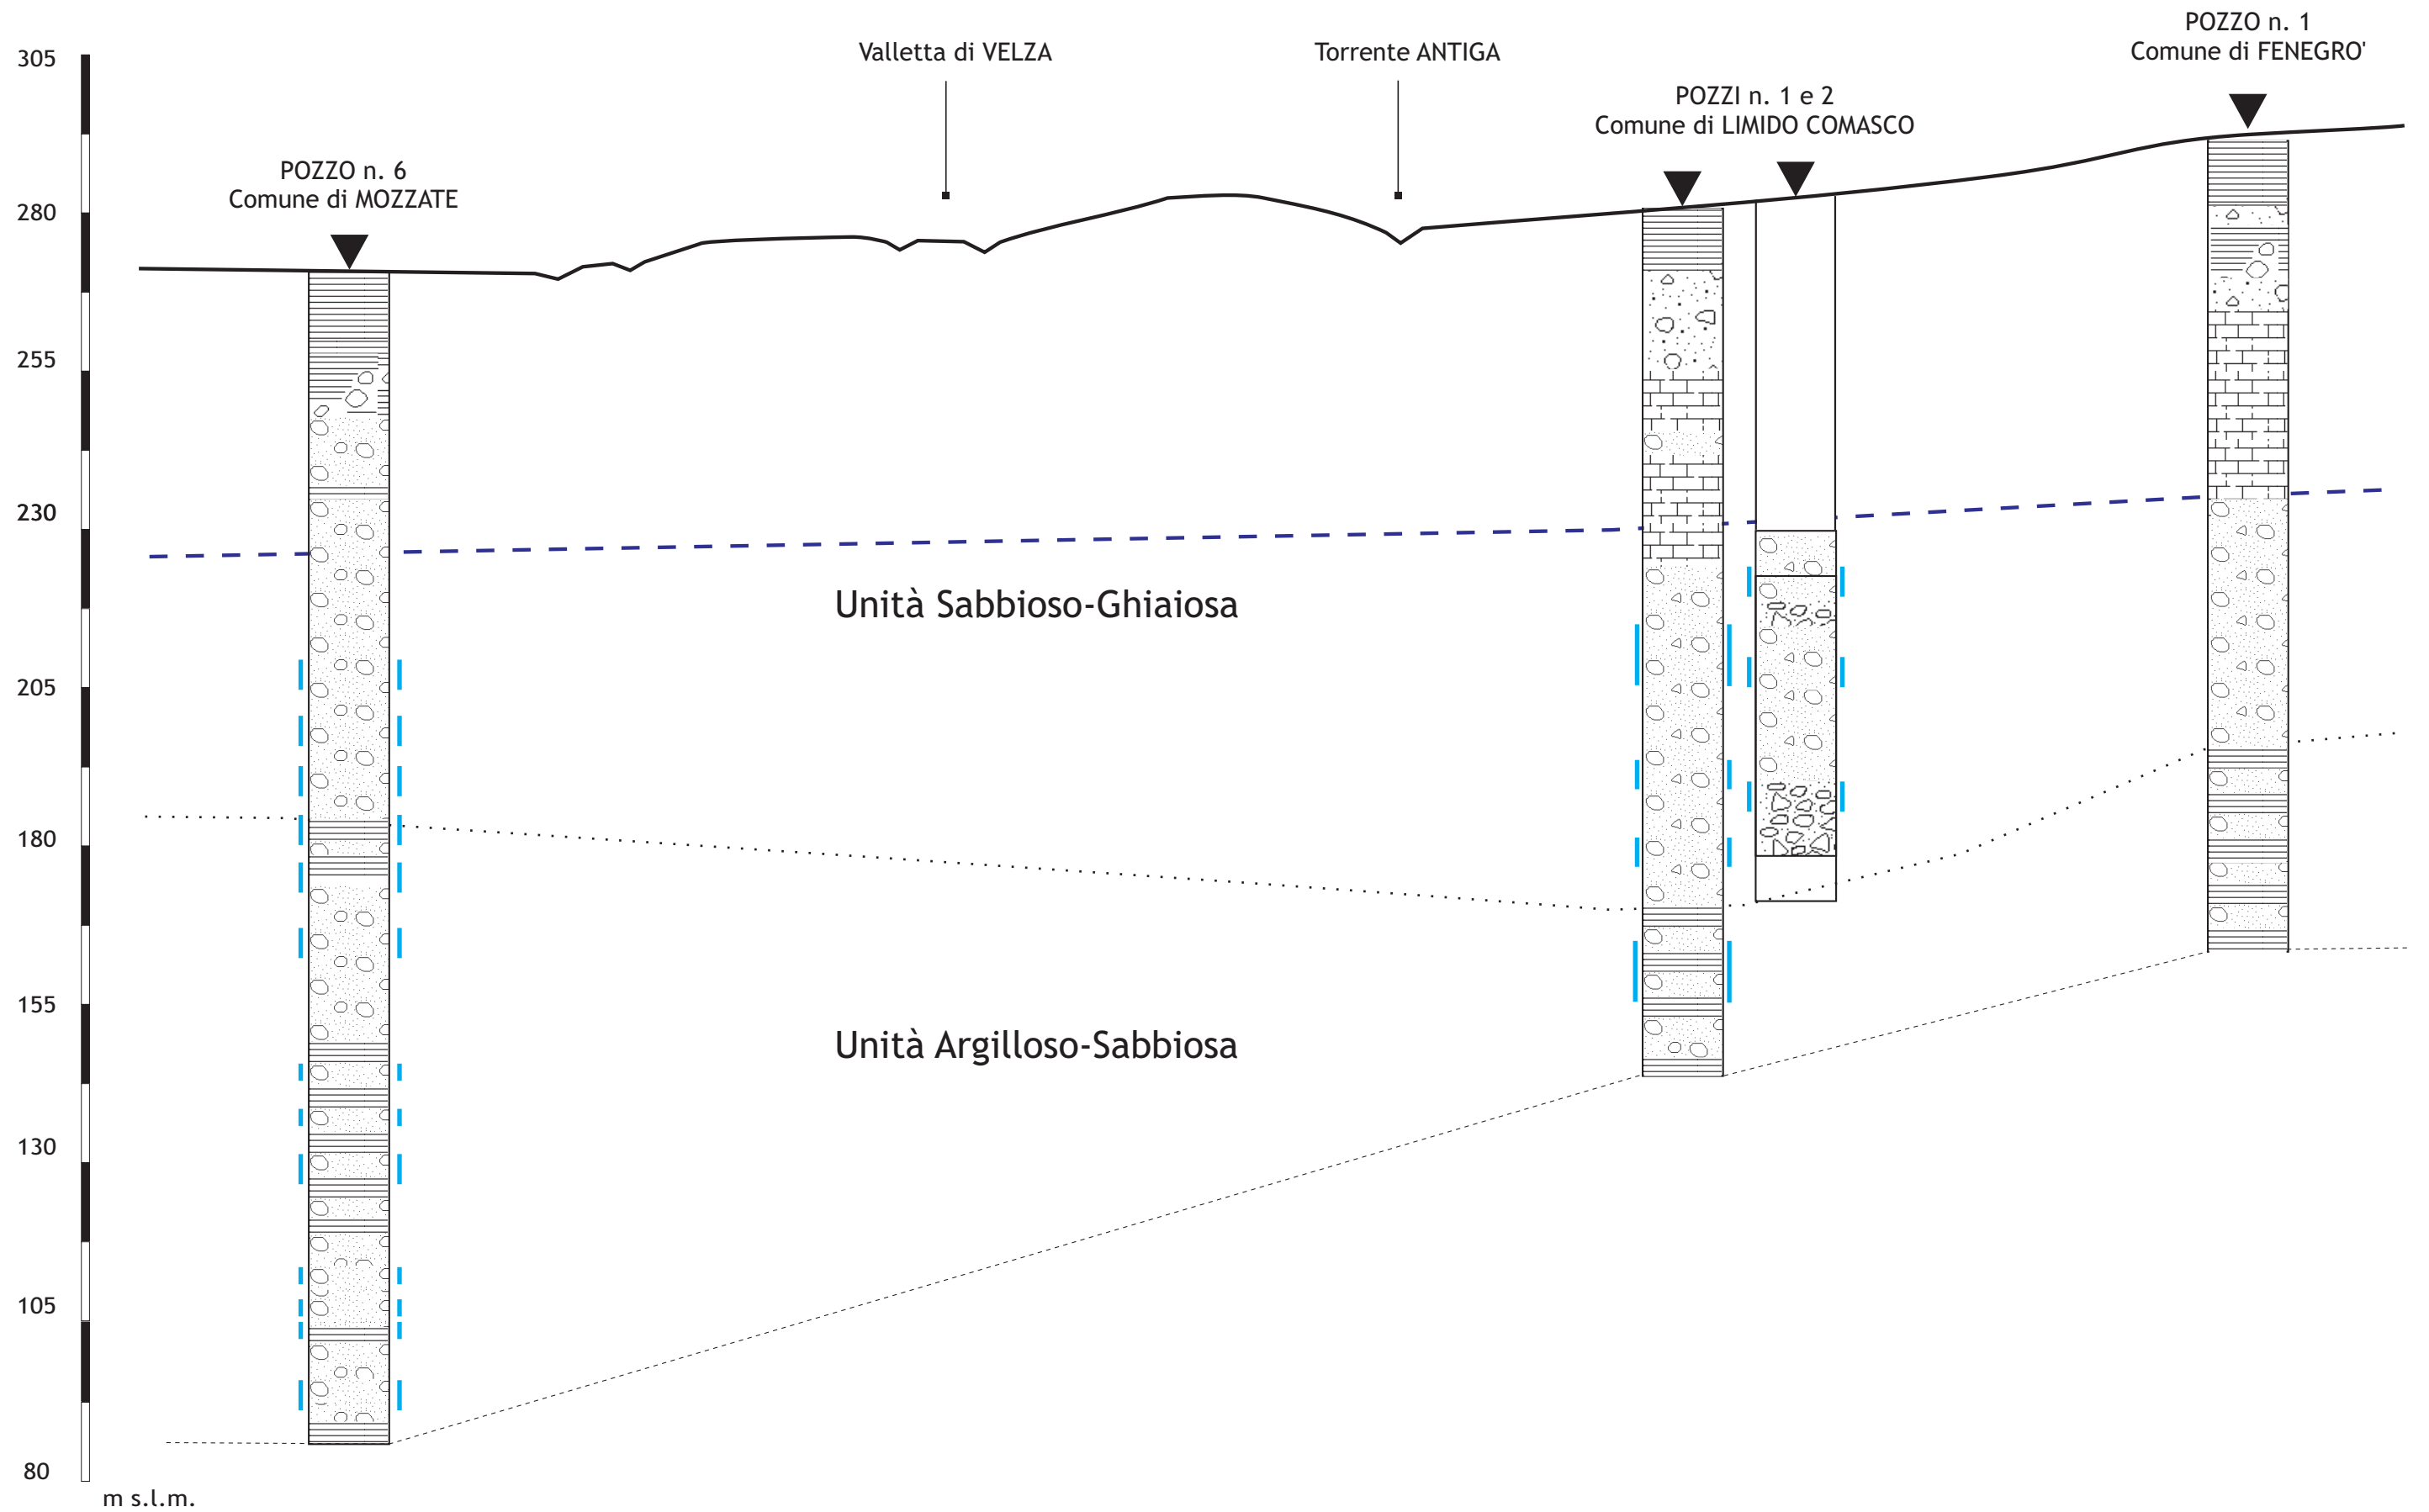 POZZO n. 1
Comune di FENEGRO'
Valletta di VELZA
Torrente ANTIGA
POZZI n. 1 e 2
Comune di LIMIDO COMASCO
POZZO n. 6
Comune di MOZZATE
305
280
255
230
205
180
155
130
105
80
m s.l.m.
Unità Sabbioso-Ghiaiosa
Unità Argilloso-Sabbiosa